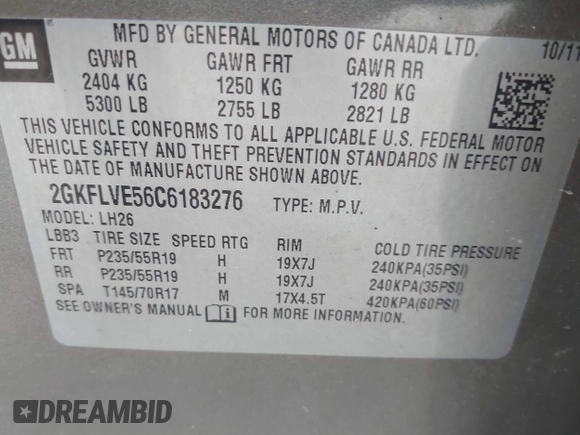 GM
MFD BY GENERAL MOTORS OF CANADA LTD. 10/11
GVWR GAWR FRT GAWR RR
2404 KG 1250 KG 1280 KG
5300 LB 2755 LB 2821 LB
THIS VEHICLE CONFORMS TO ALL APPLICABLE U.S. FEDERAL MOTOR
VEHICLE SAFETY AND THEFT PREVENTION STANDARDS IN EFFECT ON
THE DATE OF MANUFACTURE SHOWN ABOVE.
2GKFLVE56C6183276 TYPE: M.P.V.
MODEL: LH26
LBB3 TIRE SIZE SPEED RTG RIM COLD TIRE PRESSURE
FRT P235/55R19 H 19X7J 240KPA(35PSI)
RR P235/55R19 H 19X7J 240KPA(35PSI)
SPA T145/70R17 M 17X4.5T 420KPA(60PSI)
SEE OWNER'S MANUAL i FOR MORE INFORMATION.
DREAMBID